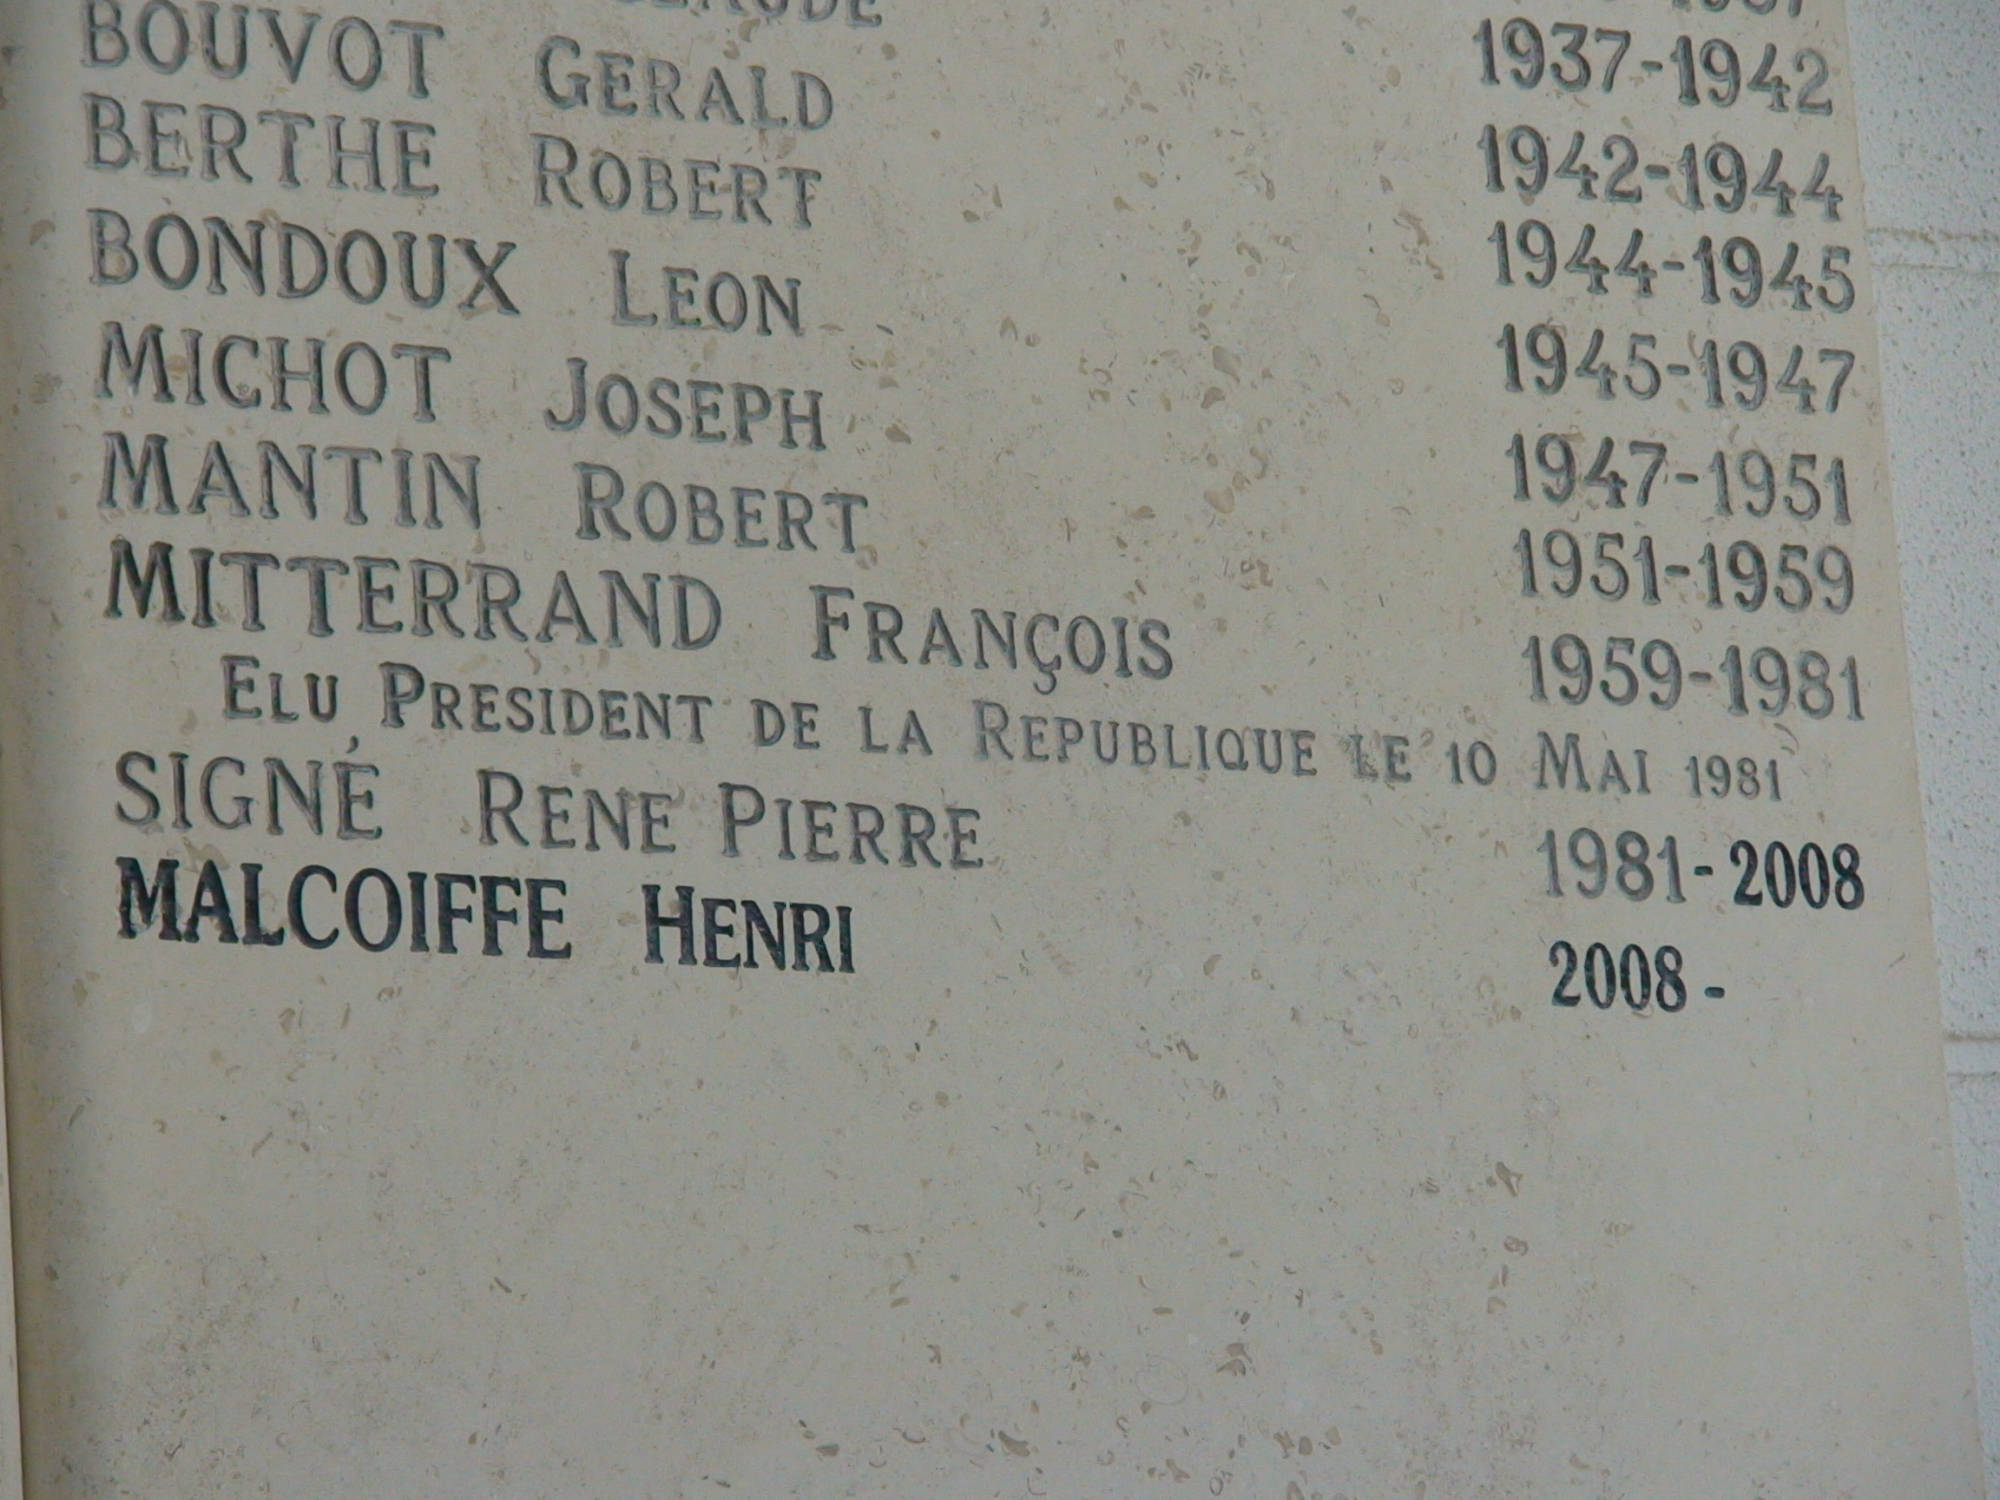 1937-1942
BOUVOT GERALD 1942-1944
BERTHE ROBERT 1944-1945
BONDOUX LEON 1945-1947
MICHOT JOSEPH 1947-1951
MANTIN ROBERT 1951-1959
MITTERRAND FRANÇOIS 1959-1981
ELU PRESIDENT DE LA REPUBLIQUE LE 10 MAI 1981
SIGNÉ RENE PIERRE 1981-2008
MALCOIFFE HENRI 2008-